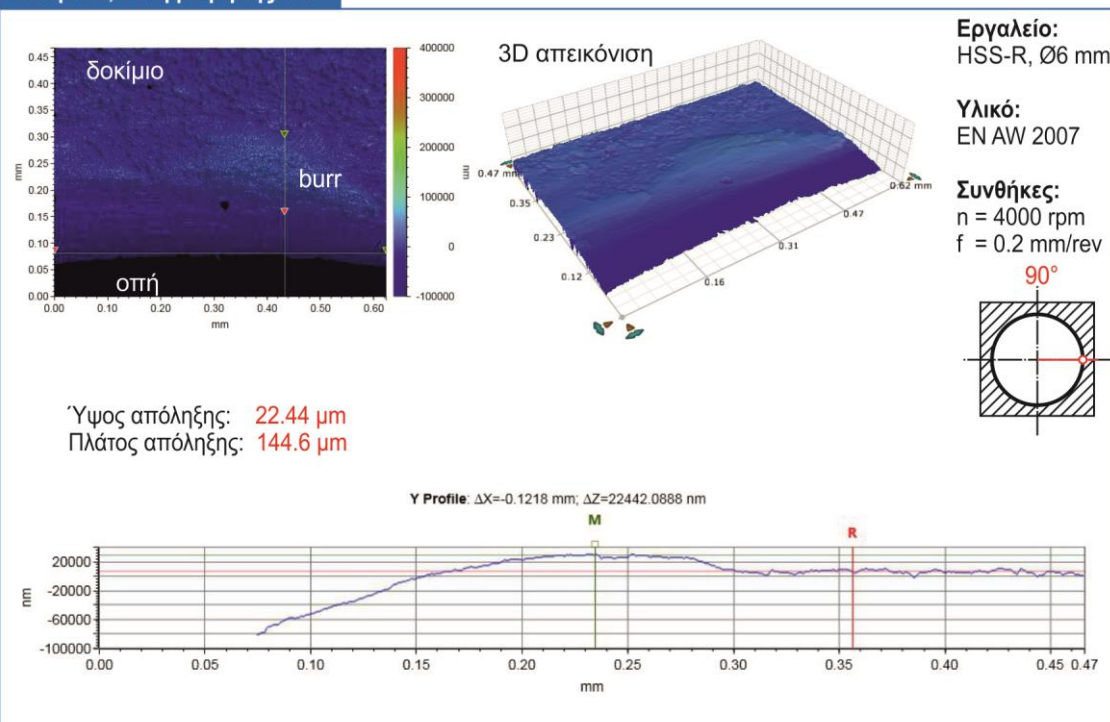 δοκίμιο
burr
οπή
0.45
0.40
0.35
0.30
0.25
0.20
0.15
0.10
0.05
0.00
mm
0.00 0.10 0.20 0.30 0.40 0.50 0.60
mm
400000
300000
200000
100000
0
-100000
nm
3D απεικόνιση
0.47 mm
0.35
0.23
0.12
0.16
0.31
0.47
0.62 mm
Εργαλείο:
HSS-R, Ø6 mm
Υλικό:
EN AW 2007
Συνθήκες:
n = 4000 rpm
f = 0.2 mm/rev
90°
Ύψος απόληξης: 22.44 μm
Πλάτος απόληξης: 144.6 μm
Y Profile: ΔX=-0.1218 mm; ΔZ=22442.0888 nm
M
R
20000
-20000
-60000
-100000
nm
0.00 0.05 0.10 0.15 0.20 0.25 0.30 0.35 0.40 0.45 0.47
mm